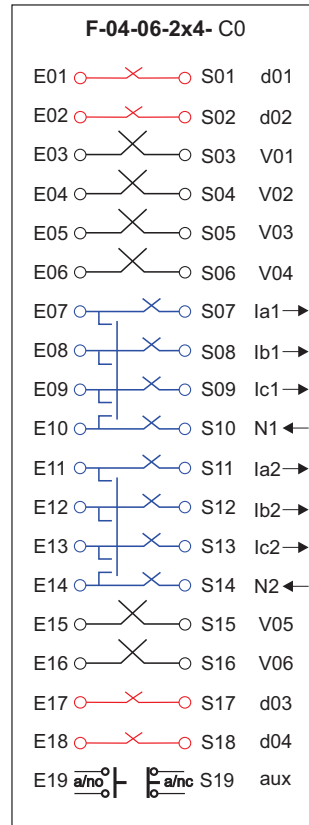 F-04-06-2x4- C0
E01 S01 d01
E02 S02 d02
E03 S03 V01
E04 S04 V02
E05 S05 V03
E06 S06 V04
E07 S07 Ia1→
E08 S08 Ib1→
E09 S09 Ic1→
E10 S10 N1←
E11 S11 Ia2→
E12 S12 Ib2→
E13 S13 Ic2→
E14 S14 N2←
E15 S15 V05
E16 S16 V06
E17 S17 d03
E18 S18 d04
E19 a/no a/nc S19 aux